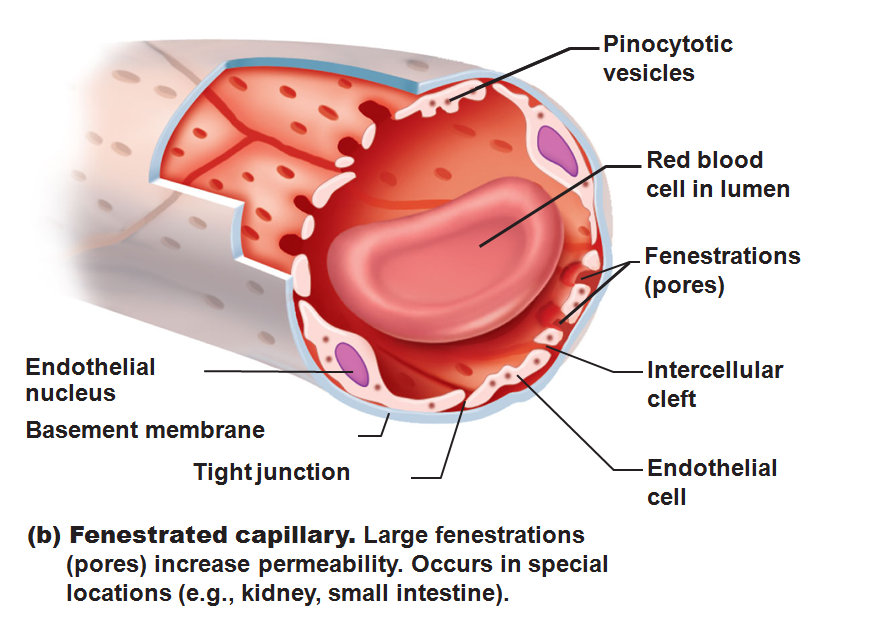 Pinocytotic
vesicles
Red blood
cell in lumen
Fenestrations
(pores)
Endothelial
nucleus
Intercellular
cleft
Basement membrane
Tight junction
Endothelial
cell
(b) Fenestrated capillary. Large fenestrations
(pores) increase permeability. Occurs in special
locations (e.g., kidney, small intestine).